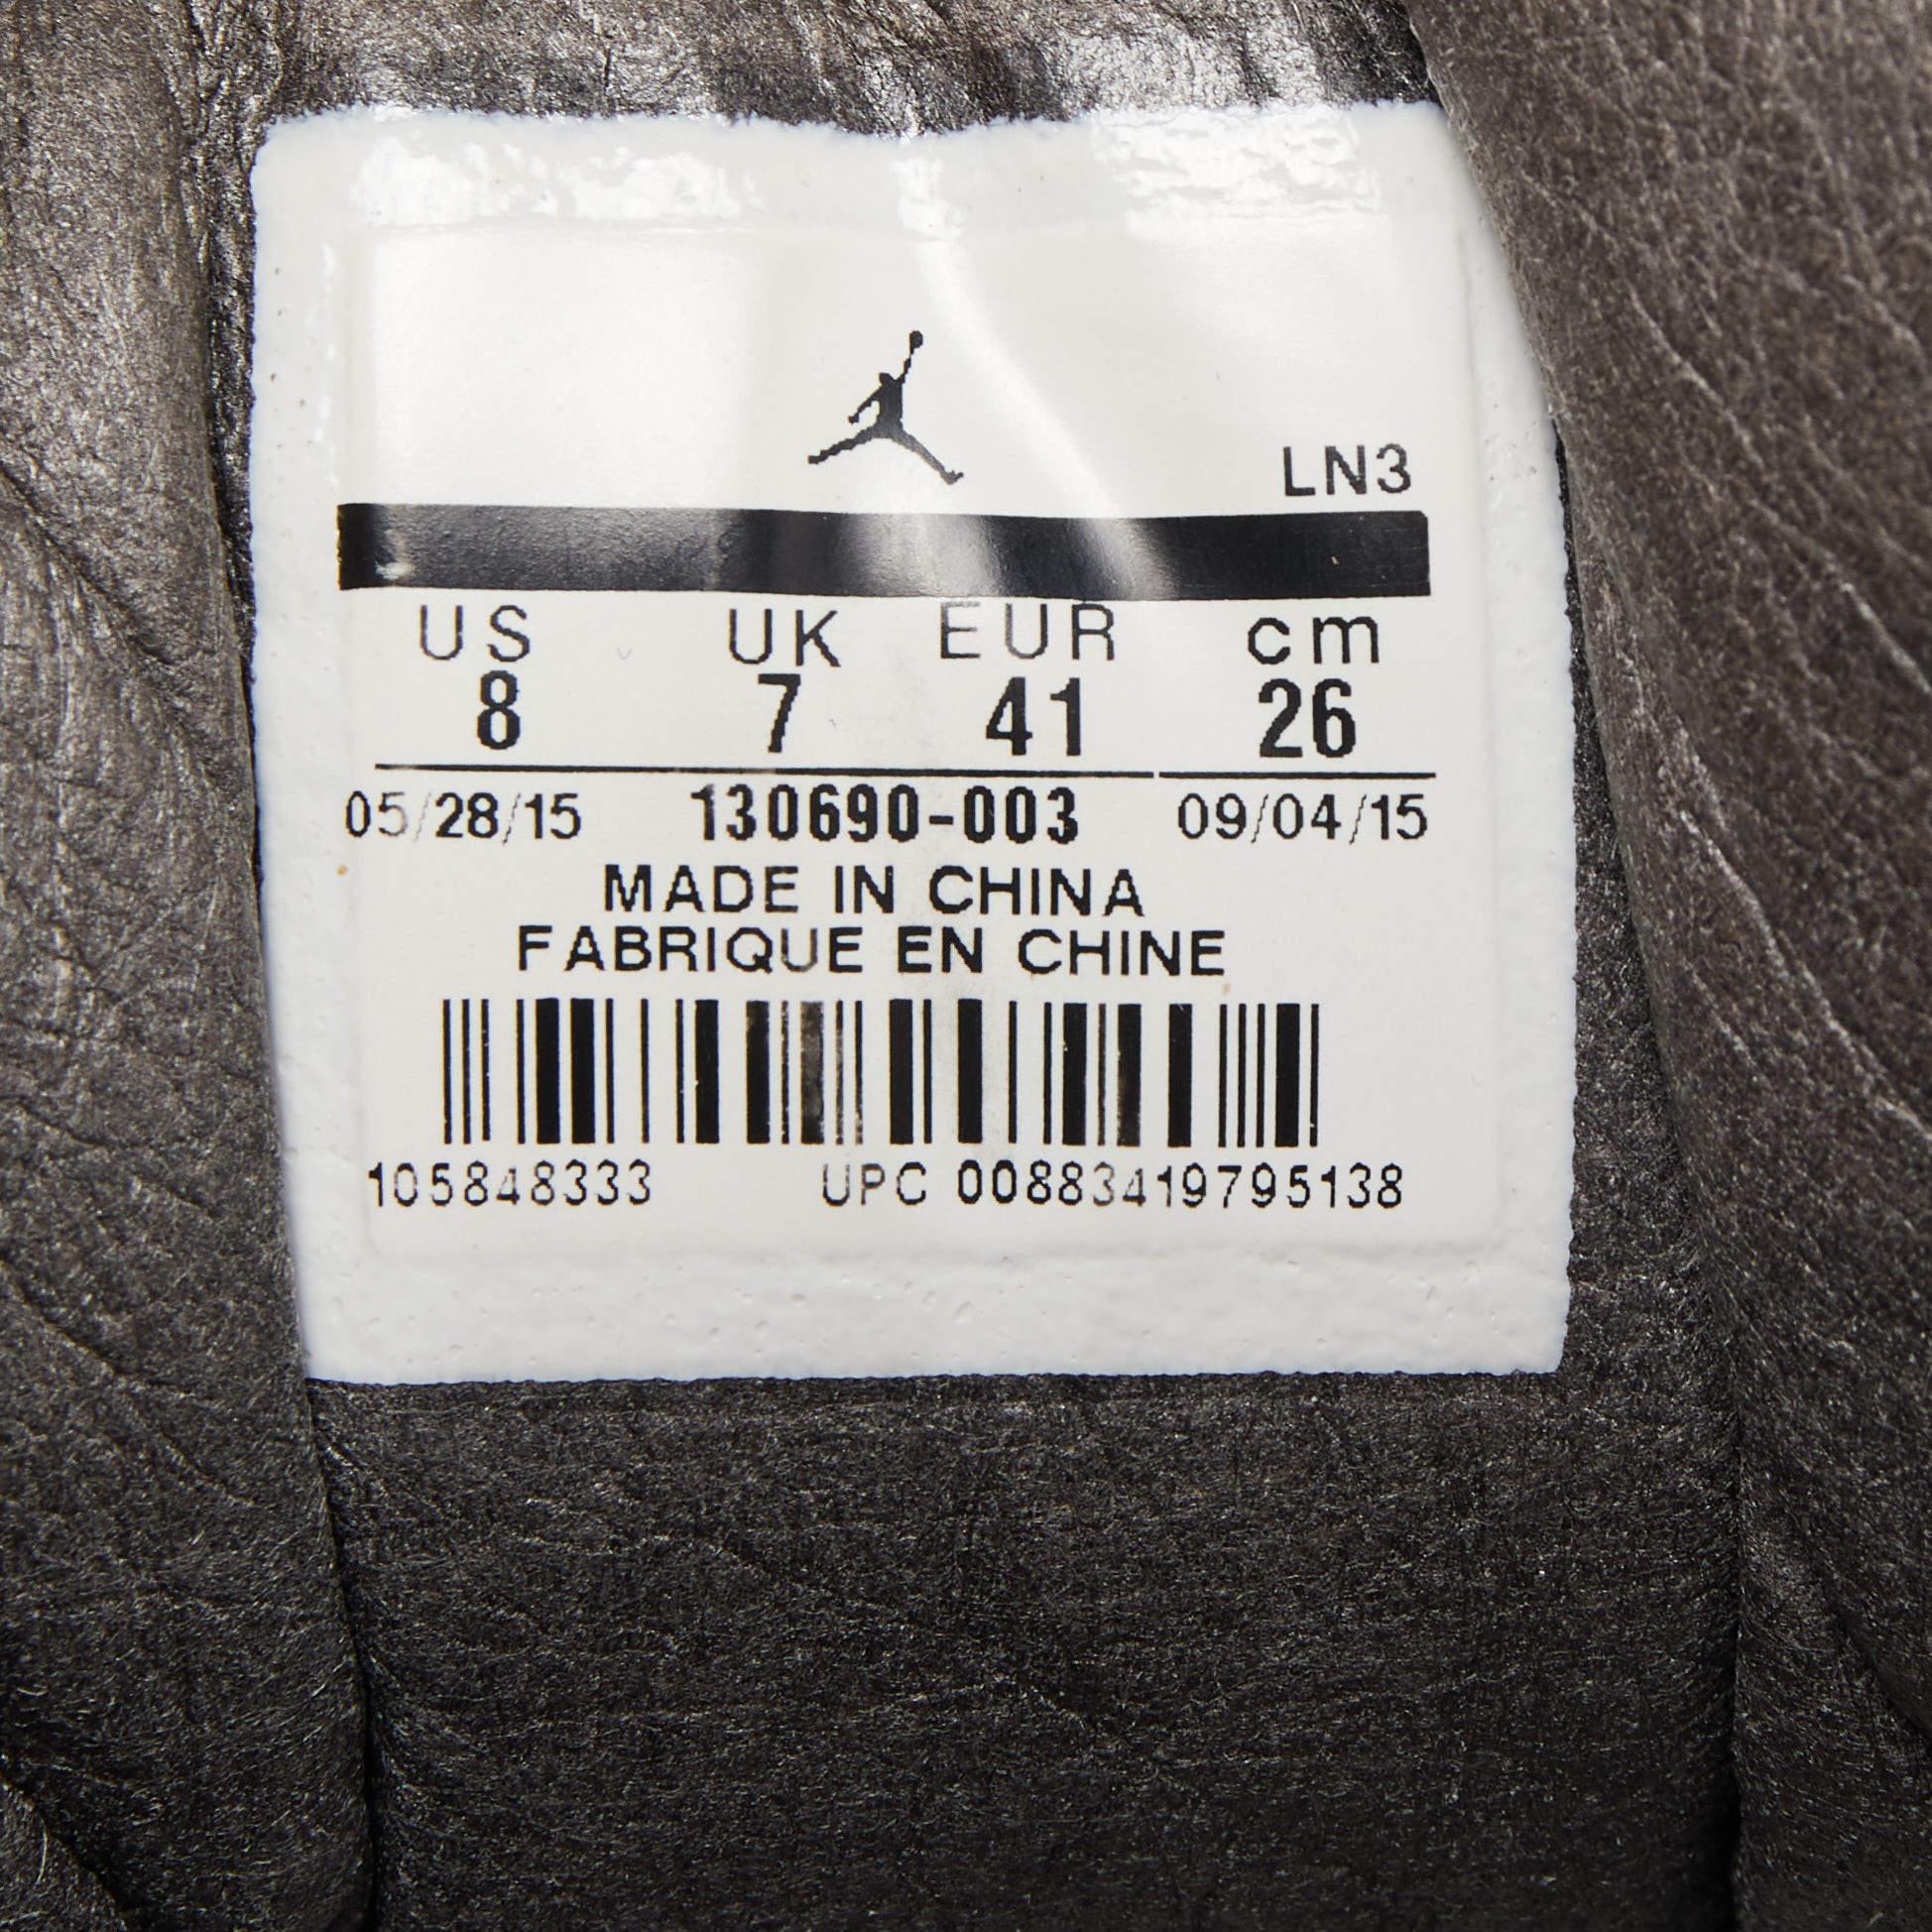 LN3
US UK EUR cm
8 7 41 26
05/28/15 130690-003 09/04/15
MADE IN CHINA
FABRIQUE EN CHINE
105848333 UPC 00883419795138